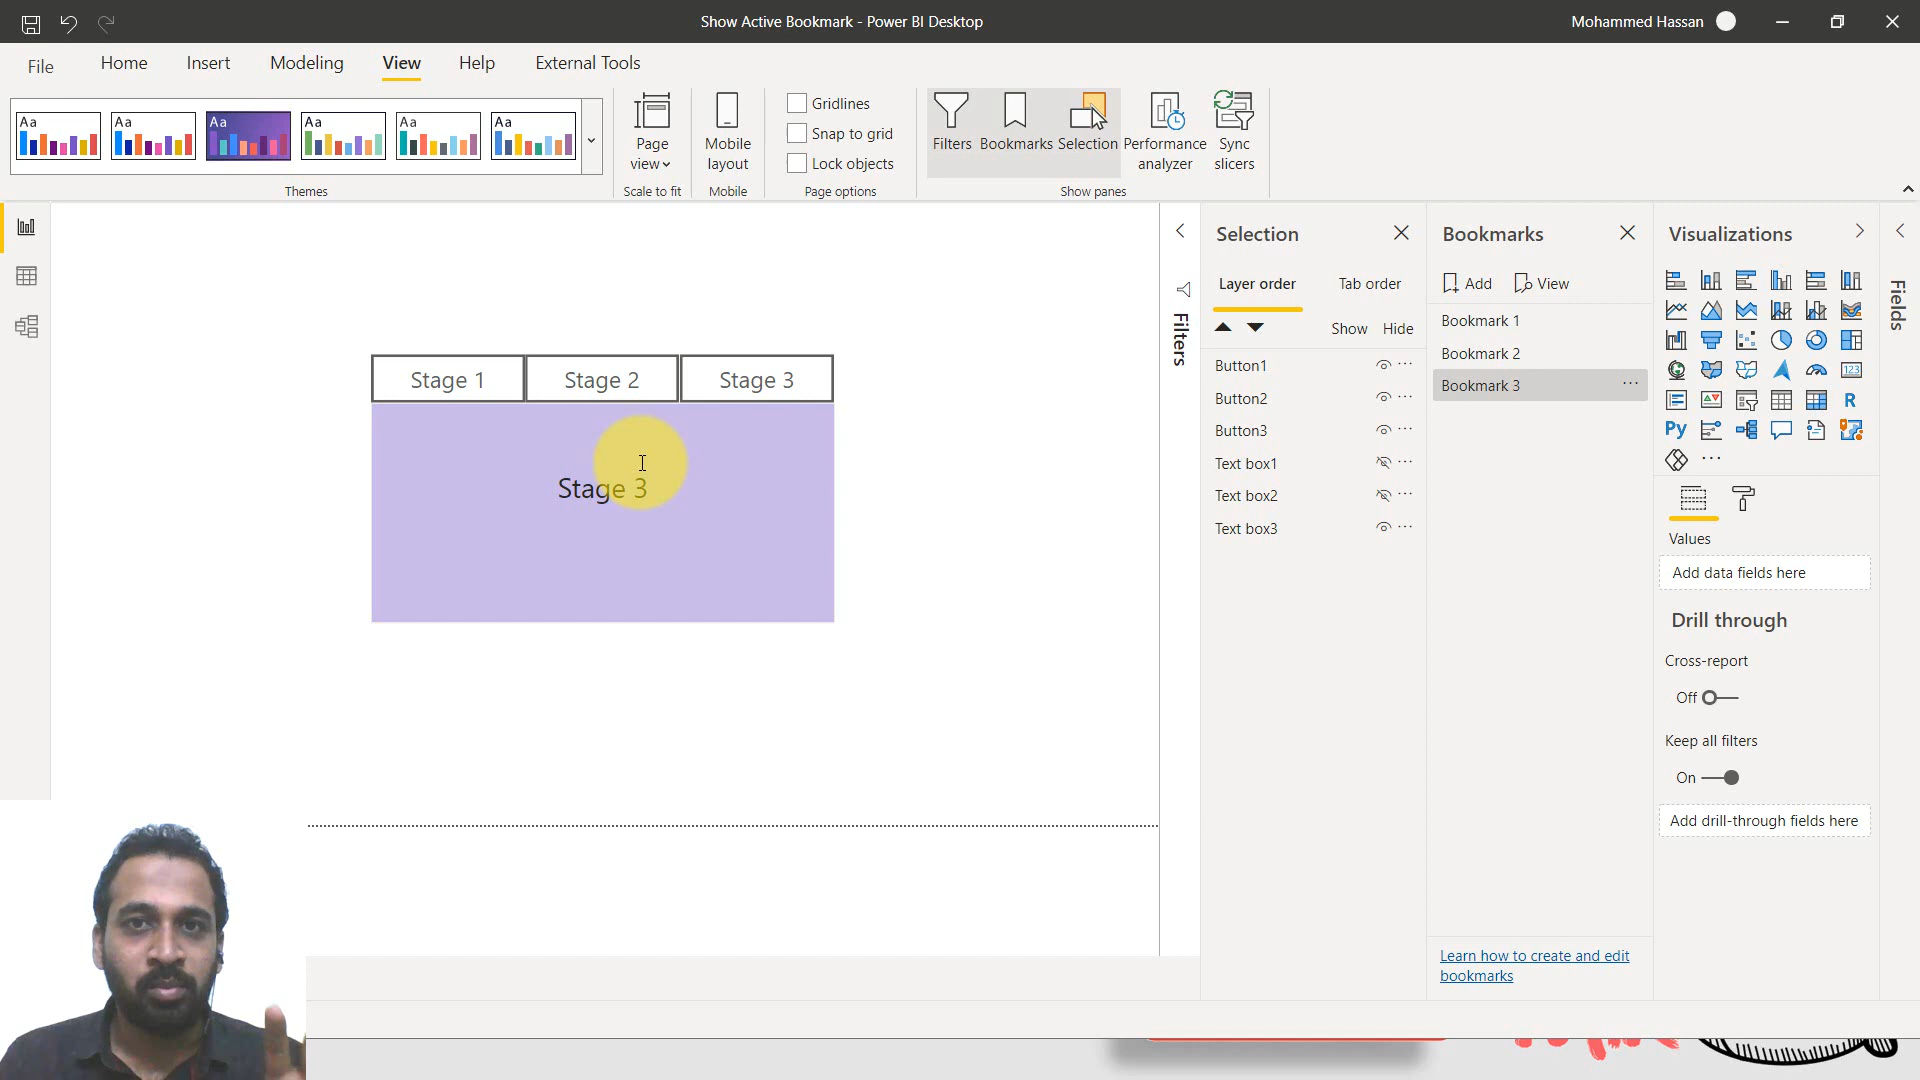 Show Active Bookmark - Power BI Desktop
Mohammed Hassan
File
Home
Insert
Modeling
View
Help
External Tools
Aa
Aa
Aa
Aa
Aa
Aa
Themes
Page view
Scale to fit
Mobile layout
Mobile
Gridlines
Snap to grid
Lock objects
Page options
Filters
Bookmarks
Selection
Performance analyzer
Sync slicers
Show panes
Stage 1
Stage 2
Stage 3
Stage 3
Filters
Selection
Layer order
Tab order
Show
Hide
Button1
Button2
Button3
Text box1
Text box2
Text box3
Bookmarks
Add
View
Bookmark 1
Bookmark 2
Bookmark 3
Learn how to create and edit
bookmarks
Visualizations
123
R
Py
Values
Add data fields here
Drill through
Cross-report
Off
Keep all filters
On
Add drill-through fields here
Fields